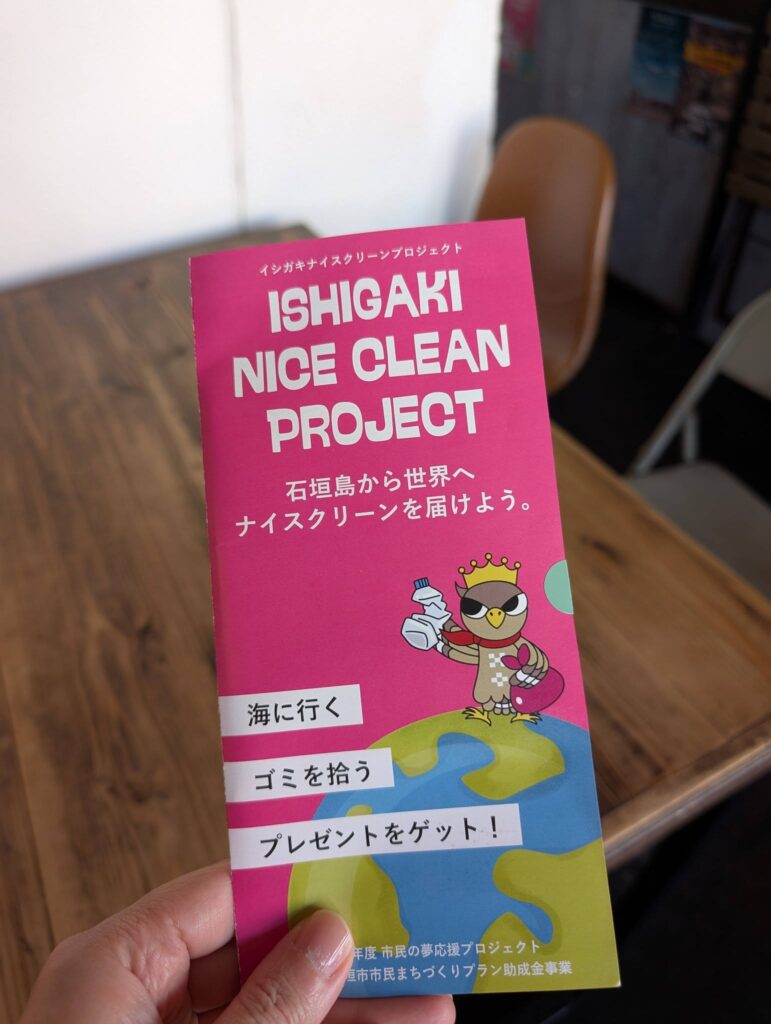 イシガキナイスクリーンプロジェクト
ISHIGAKI
NICE CLEAN
PROJECT
石垣島から世界へ
ナイスクリーンを届けよう。
海に行く
ゴミを拾う
プレゼントをゲット！
年度 市民の夢応援プロジェクト
垣市市民まちづくりプラン助成金事業